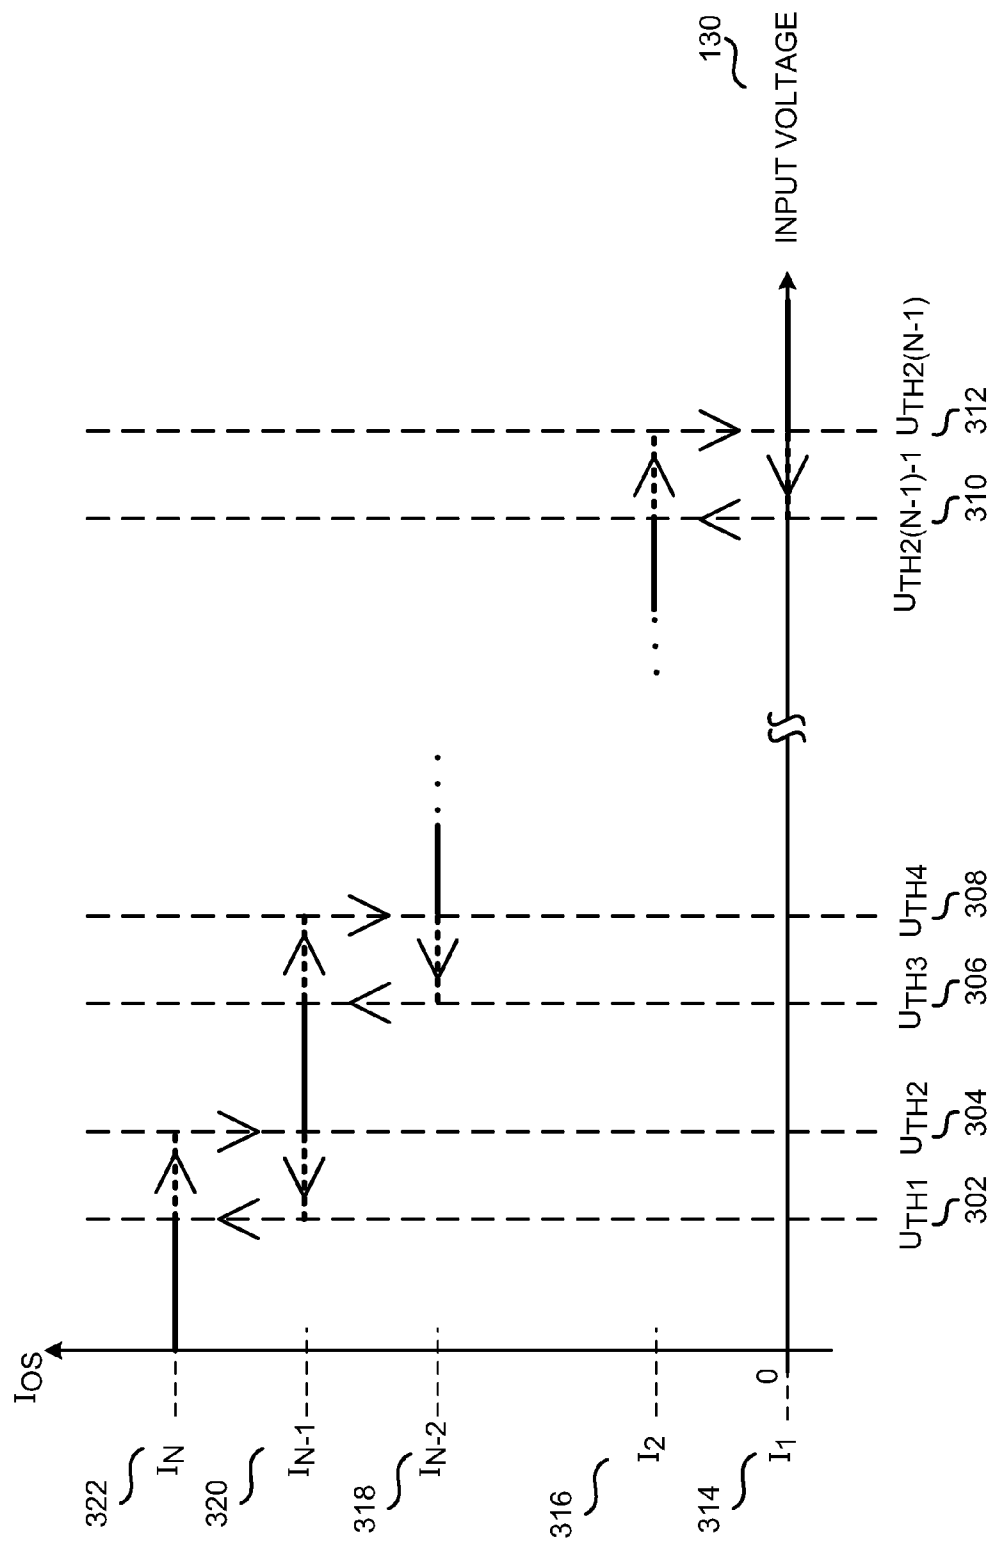 IOS
322
IN
320
IN-1
318
IN-2
316
I2
314
I1
0
130
INPUT VOLTAGE
UTH1
302
UTH2
304
UTH3
306
UTH4
308
UTH2(N-1)-1
310
UTH2(N-1)
312